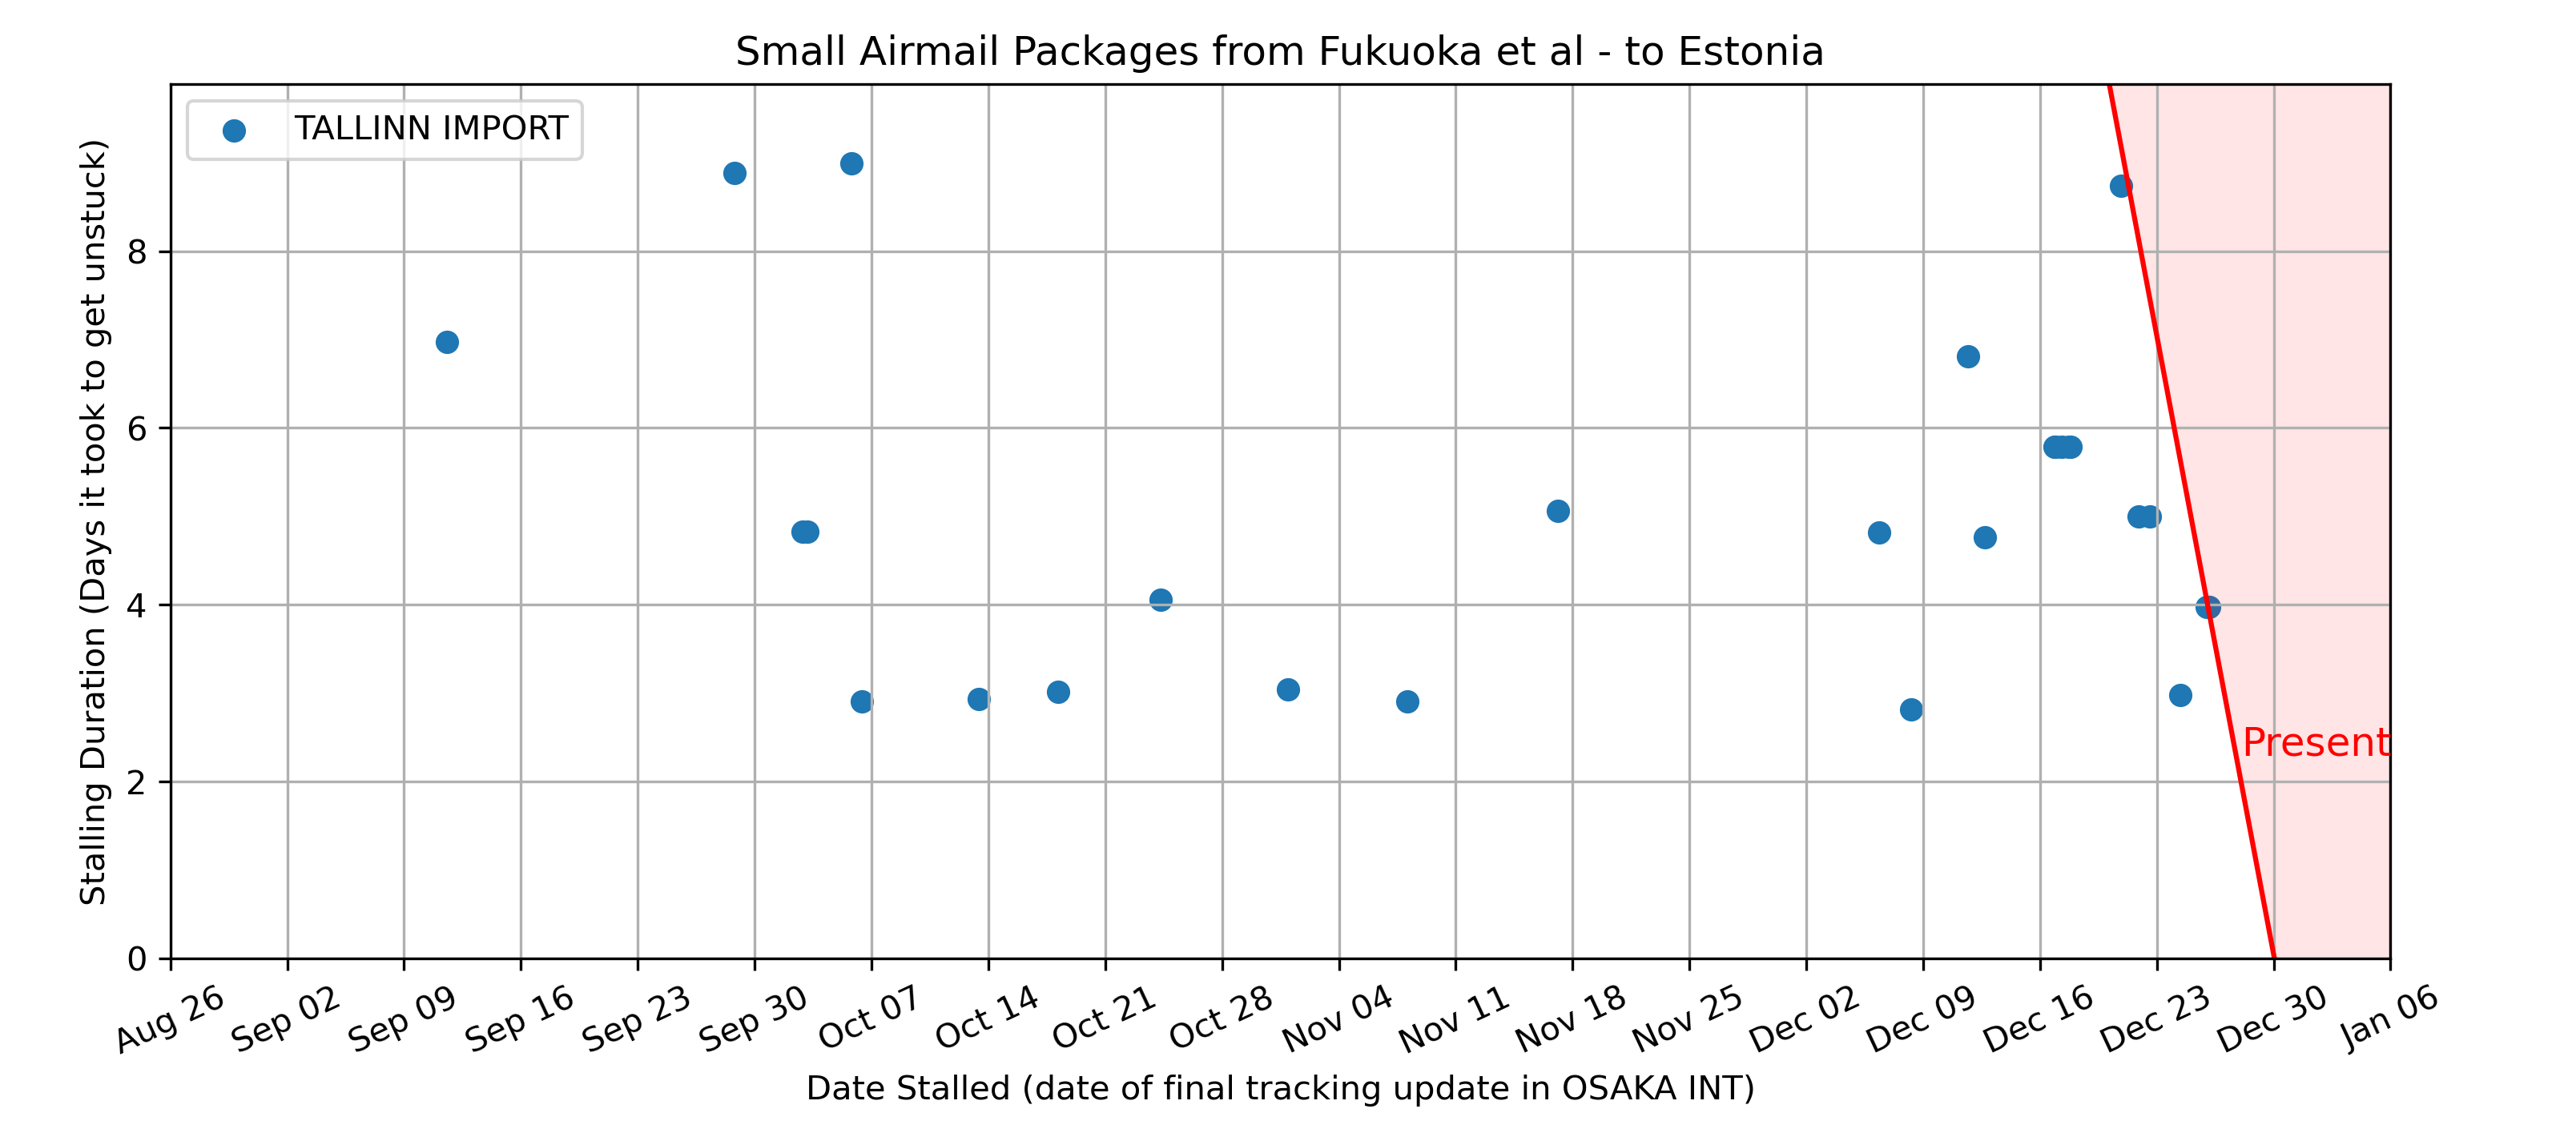 Small Airmail Packages from Fukuoka et al - to Estonia
TALLINN IMPORT
Stalling Duration (Days it took to get unstuck)
8
6
4
2
0
Aug 26
Sep 02
Sep 09
Sep 16
Sep 23
Sep 30
Oct 07
Oct 14
Oct 21
Oct 28
Nov 04
Nov 11
Nov 18
Nov 25
Dec 02
Dec 09
Dec 16
Dec 23
Dec 30
Jan 06
Present
Date Stalled (date of final tracking update in OSAKA INT)